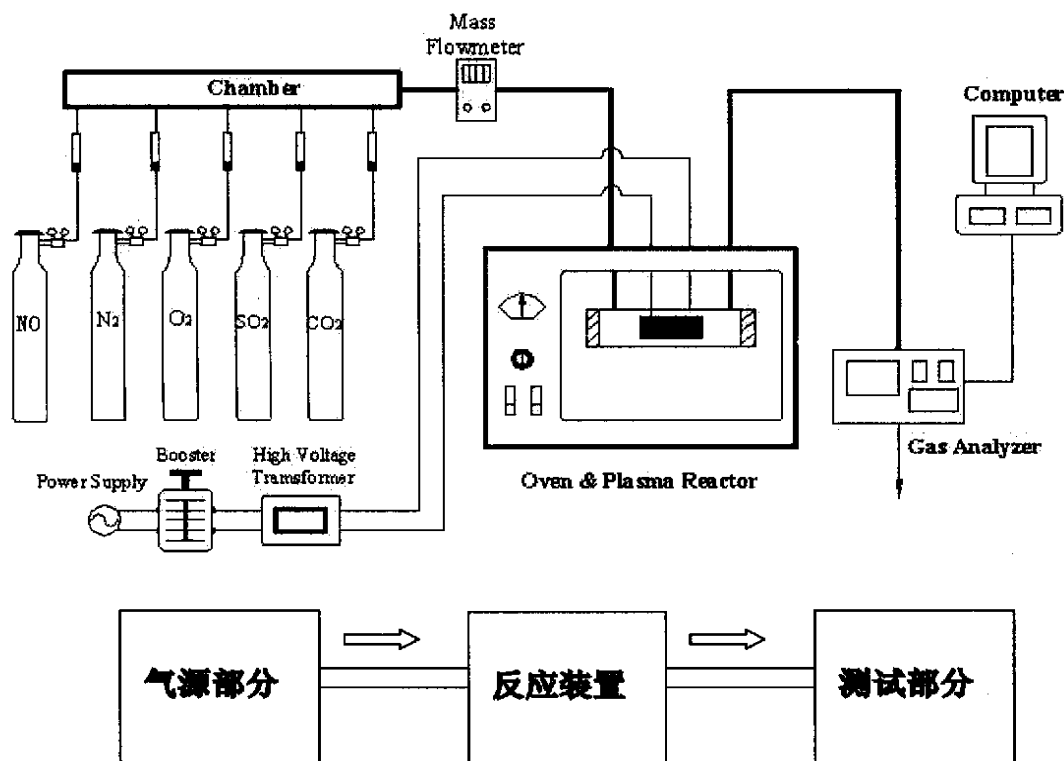 Mass
Flowmeter
Chamber
Computer
NO
N2
O2
SO2
CO2
Gas Analyzer
Booster
High Voltage
Transformer
Power Supply
Oven & Plasma Reactor
气源部分
反应装置
测试部分